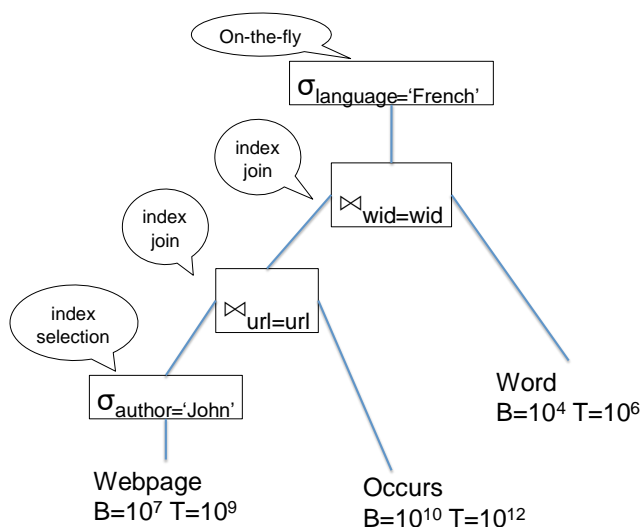 On-the-fly
σlanguage=‘French’
index
join
⋈wid=wid
index
join
⋈url=url
index
selection
σauthor=‘John’
Word
B=10⁴ T=10⁶
Webpage
B=10⁷ T=10⁹
Occurs
B=10¹⁰ T=10¹²